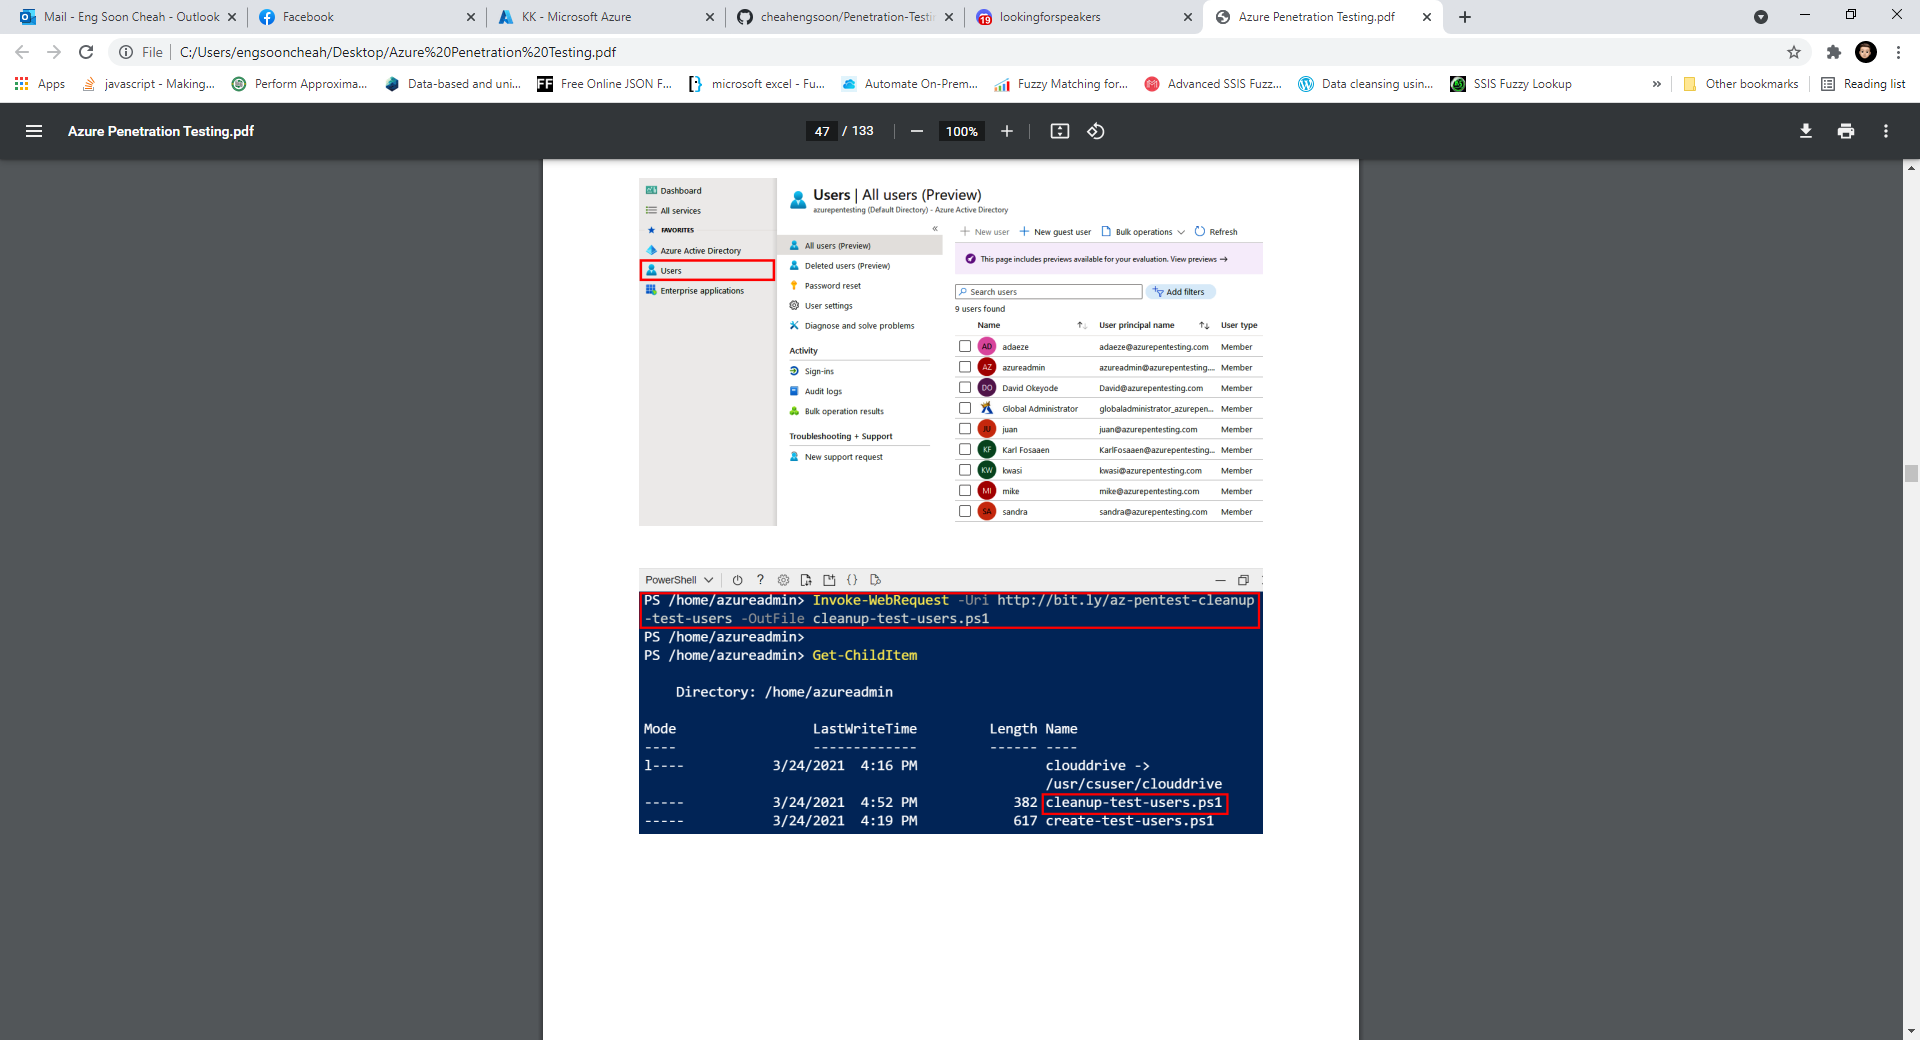 Mail - Eng Soon Cheah - Outlook
Facebook
KK - Microsoft Azure
cheahengsoon/Penetration-Testi
19
lookingforspeakers
Azure Penetration Testing.pdf
File
C:/Users/engsooncheah/Desktop/Azure%20Penetration%20Testing.pdf
Apps
javascript - Making...
Perform Approxima...
Data-based and uni...
FF
Free Online JSON F...
microsoft excel - Fu...
Automate On-Prem...
Fuzzy Matching for...
Advanced SSIS Fuzz...
Data cleansing usin...
SSIS Fuzzy Lookup
»
Other bookmarks
Reading list
Azure Penetration Testing.pdf
47 / 133
100%
Dashboard
All services
FAVORITES
Azure Active Directory
Users
Enterprise applications
Users | All users (Preview)
azurepentesting (Default Directory) - Azure Active Directory
«
All users (Preview)
Deleted users (Preview)
Password reset
User settings
Diagnose and solve problems
Activity
Sign-ins
Audit logs
Bulk operation results
Troubleshooting + Support
New support request
New user
New guest user
Bulk operations
Refresh
This page includes previews available for your evaluation. View previews →
Search users
Add filters
9 users found
Name User principal name User type
AD adaeze adaeze@azurepentesting.com Member
AZ azureadmin azureadmin@azurepentesting.... Member
DO David Okeyode David@azurepentesting.com Member
Global Administrator globaladministrator_azurepen... Member
JU juan juan@azurepentesting.com Member
KF Karl Fosaaen KarlFosaaen@azurepentesting... Member
KW kwasi kwasi@azurepentesting.com Member
MI mike mike@azurepentesting.com Member
SA sandra sandra@azurepentesting.com Member
PowerShell ? {}
PS /home/azureadmin> Invoke-WebRequest -Uri http://bit.ly/az-pentest-cleanup
-test-users -OutFile cleanup-test-users.ps1
PS /home/azureadmin>
PS /home/azureadmin> Get-ChildItem
Directory: /home/azureadmin
Mode LastWriteTime Length Name
---- ------------- ------ ----
l---- 3/24/2021 4:16 PM clouddrive ->
/usr/csuser/clouddrive
----- 3/24/2021 4:52 PM 382 cleanup-test-users.ps1
----- 3/24/2021 4:19 PM 617 create-test-users.ps1